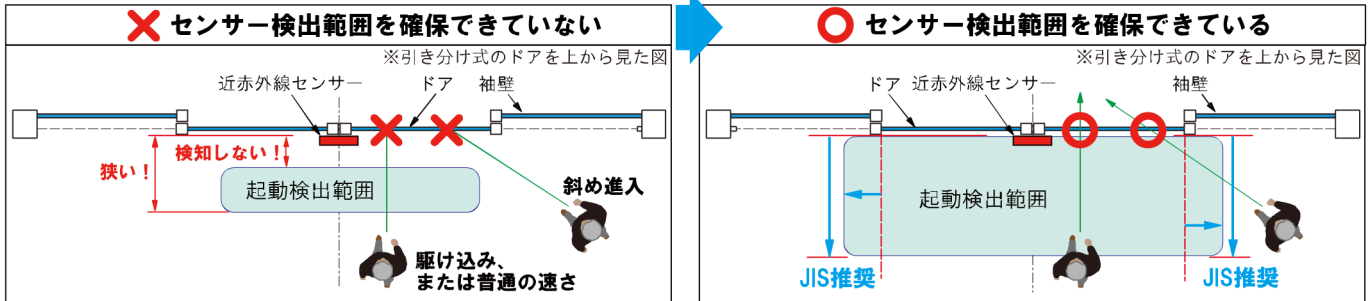 センサー検出範囲を確保できていない
※引き分け式のドアを上から見た図
近赤外線センサー
ドア
袖壁
検知しない！
狭い！
起動検出範囲
斜め進入
駆け込み、
または普通の速さ
センサー検出範囲を確保できている
※引き分け式のドアを上から見た図
ドア
近赤外線センサー
袖壁
起動検出範囲
JIS推奨
JIS推奨